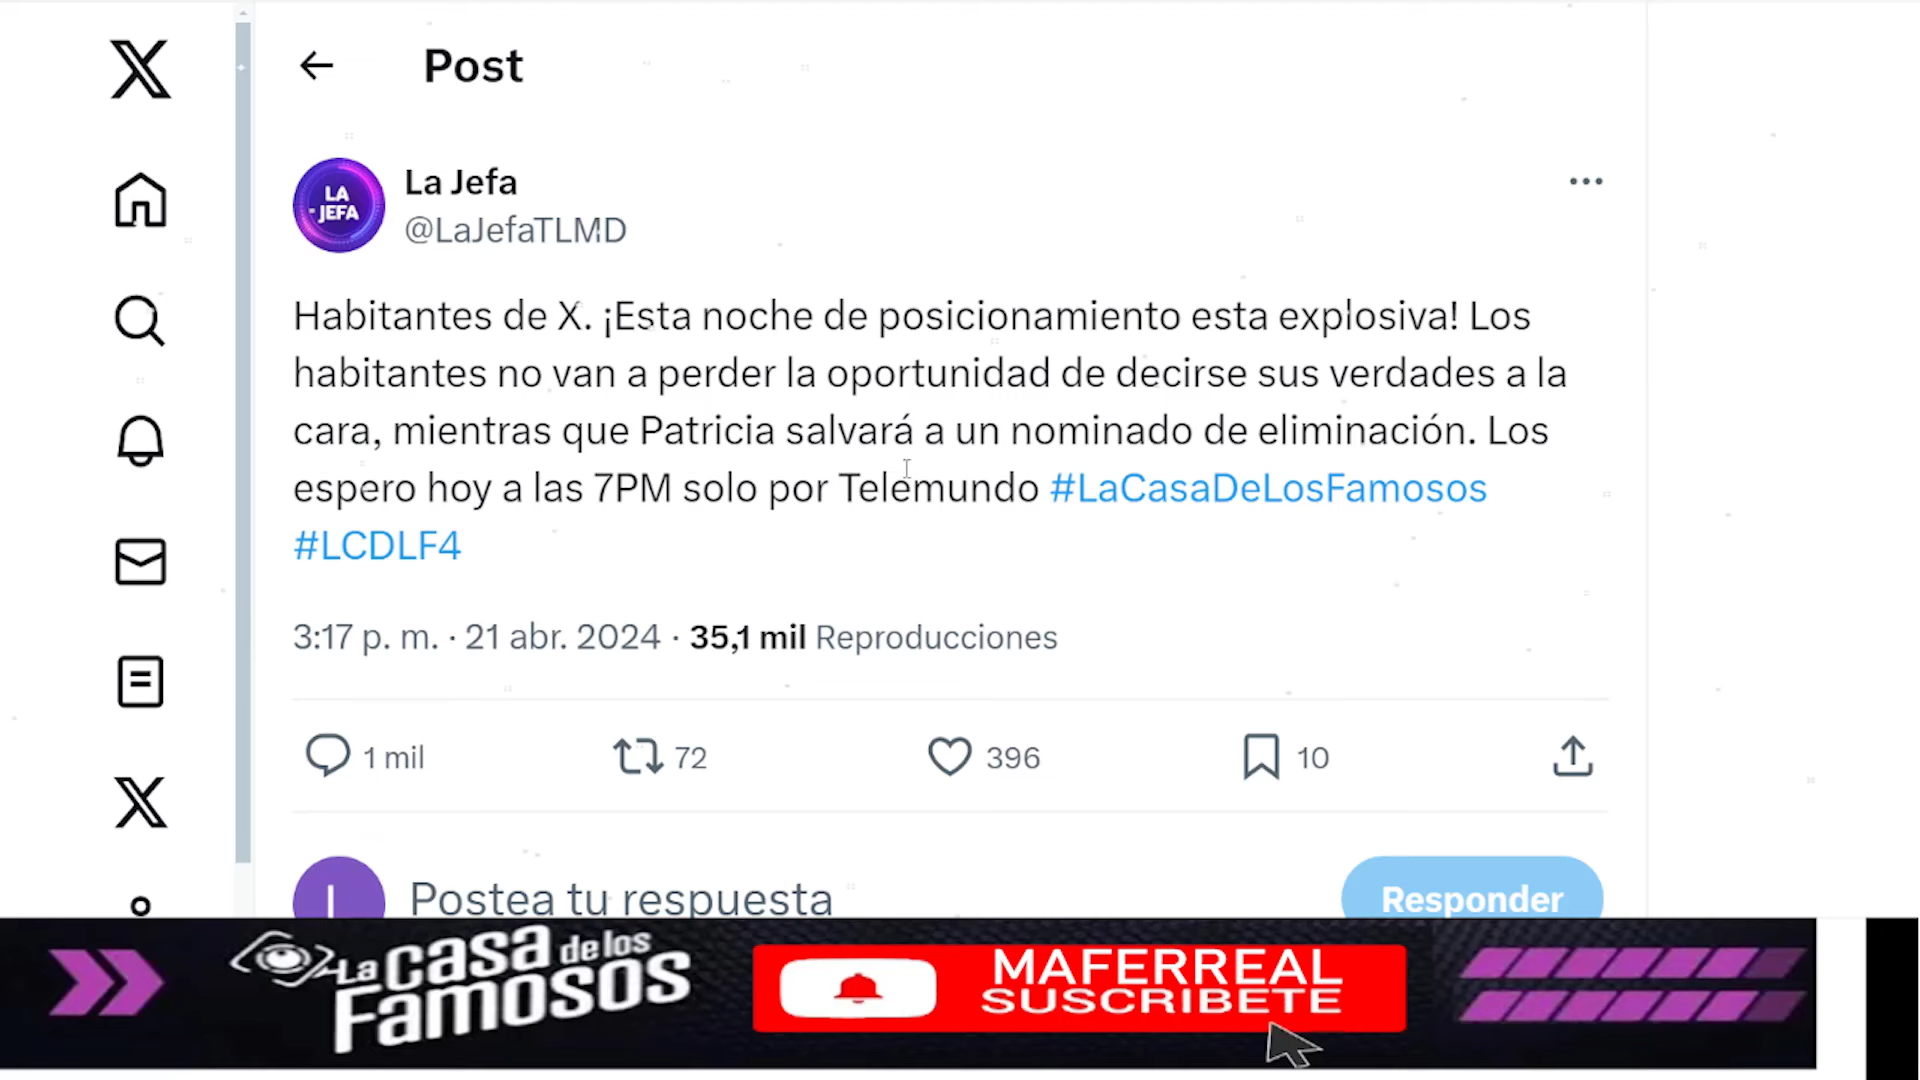 Post
LA
JEFA
La Jefa
@LaJefaTLMD
Habitantes de X. ¡Esta noche de posicionamiento esta explosiva! Los
habitantes no van a perder la oportunidad de decirse sus verdades a la
cara, mientras que Patricia salvará a un nominado de eliminación. Los
espero hoy a las 7PM solo por Telemundo #LaCasaDeLosFamosos
#LCDLF4
3:17 p. m. · 21 abr. 2024 · 35,1 mil Reproducciones
1 mil
72
396
10
L
Postea tu respuesta
Responder
La casa de los
Famosos
MAFERREAL
SUSCRIBETE